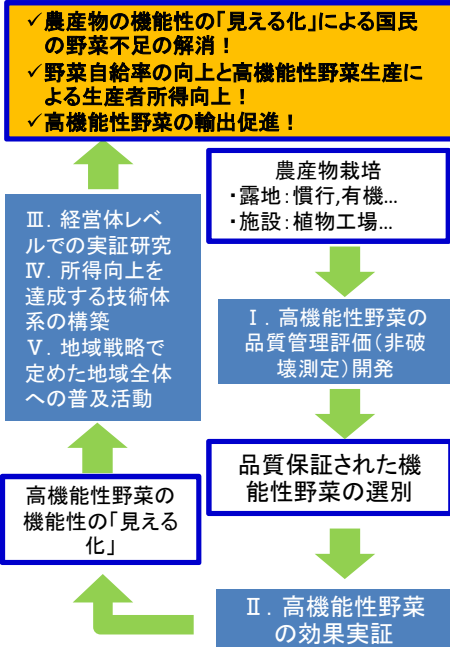 ✓農産物の機能性の「見える化」による国民
の野菜不足の解消！
✓野菜自給率の向上と高機能性野菜生産に
よる生産者所得向上！
✓高機能性野菜の輸出促進！
農産物栽培
・露地：慣行,有機...
・施設：植物工場...
Ⅰ．高機能性野菜の
品質管理評価（非破
壊測定）開発
品質保証された機
能性野菜の選別
Ⅱ．高機能性野菜
の効果実証
高機能性野菜の
機能性の「見える
化」
Ⅲ．経営体レベ
ルでの実証研究
Ⅳ．所得向上を
達成する技術体
系の構築
Ⅴ．地域戦略で
定めた地域全体
への普及活動